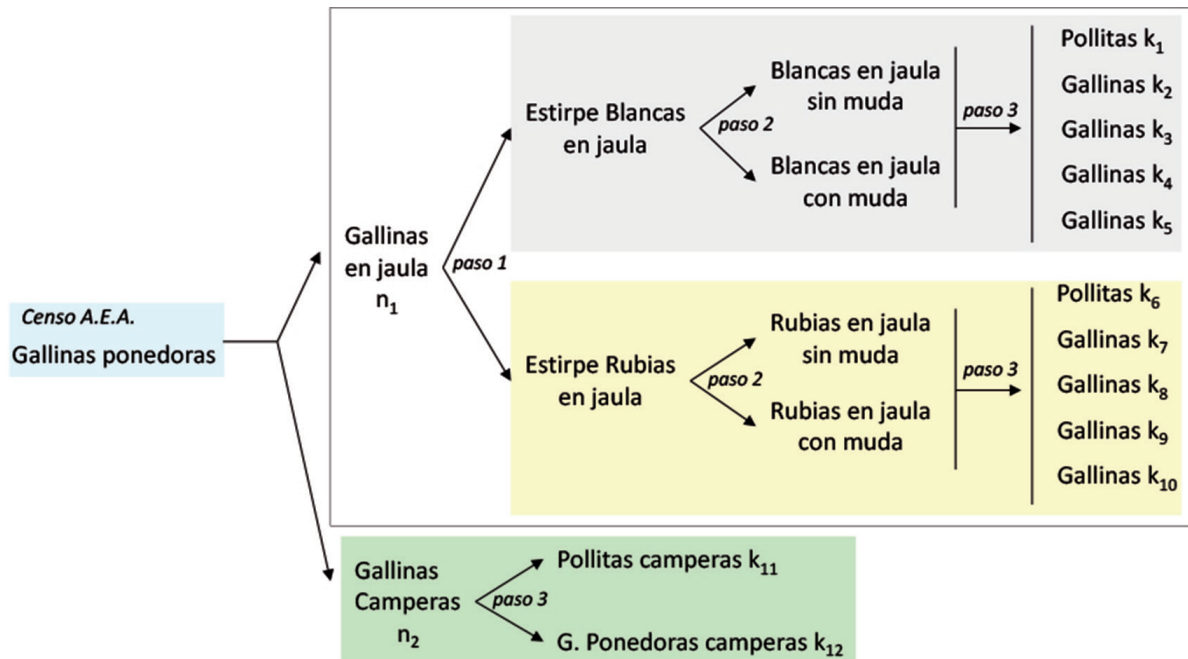 Censo A.E.A.
Gallinas ponedoras
Gallinas
en jaula
n₁
paso 1
Estirpe Blancas
en jaula
paso 2
Blancas en jaula
sin muda
Blancas en jaula
con muda
paso 3
Pollitas k₁
Gallinas k₂
Gallinas k₃
Gallinas k₄
Gallinas k₅
Estirpe Rubias
en jaula
paso 2
Rubias en jaula
sin muda
Rubias en jaula
con muda
paso 3
Pollitas k₆
Gallinas k₇
Gallinas k₈
Gallinas k₉
Gallinas k₁₀
Gallinas
Camperas
n₂
paso 3
Pollitas camperas k₁₁
G. Ponedoras camperas k₁₂